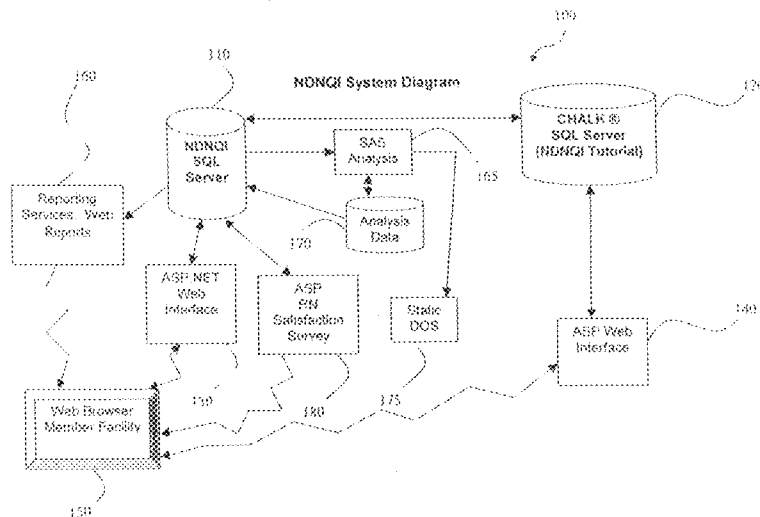 100
110
160
NDNQI System Diagram
120
CHALK ®
SQL Server
(NDNQI Tutorial)
NDNQI
SQL
Server
SAS
Analysis
165
Reporting
Services Web
Reports
Analysis
Data
170
ASP.NET
Web
Interface
ASP
RN
Satisfaction
Survey
Static
DOS
ASP Web
Interface
140
180
175
Web Browser
Member Facility